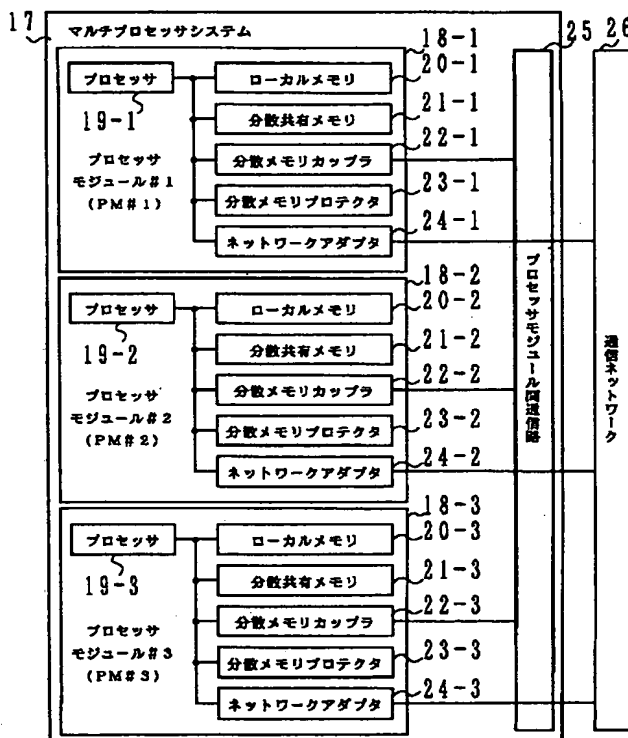 17
マルチプロセッサシステム
25
26
18-1
プロセッサ
ローカルメモリ
20-1
19-1
分散共有メモリ
21-1
プロセッサ
モジュール#1
(PM#1)
分散メモリカップラ
22-1
分散メモリプロテクタ
23-1
ネットワークアダプタ
24-1
18-2
プロセッサ
ローカルメモリ
20-2
19-2
分散共有メモリ
21-2
プロセッサ
モジュール#2
(PM#2)
分散メモリカップラ
22-2
分散メモリプロテクタ
23-2
ネットワークアダプタ
24-2
18-3
プロセッサ
ローカルメモリ
20-3
19-3
分散共有メモリ
21-3
プロセッサ
モジュール#3
(PM#3)
分散メモリカップラ
22-3
分散メモリプロテクタ
23-3
ネットワークアダプタ
24-3
プロセッサモジュール間通信路
通信ネットワーク